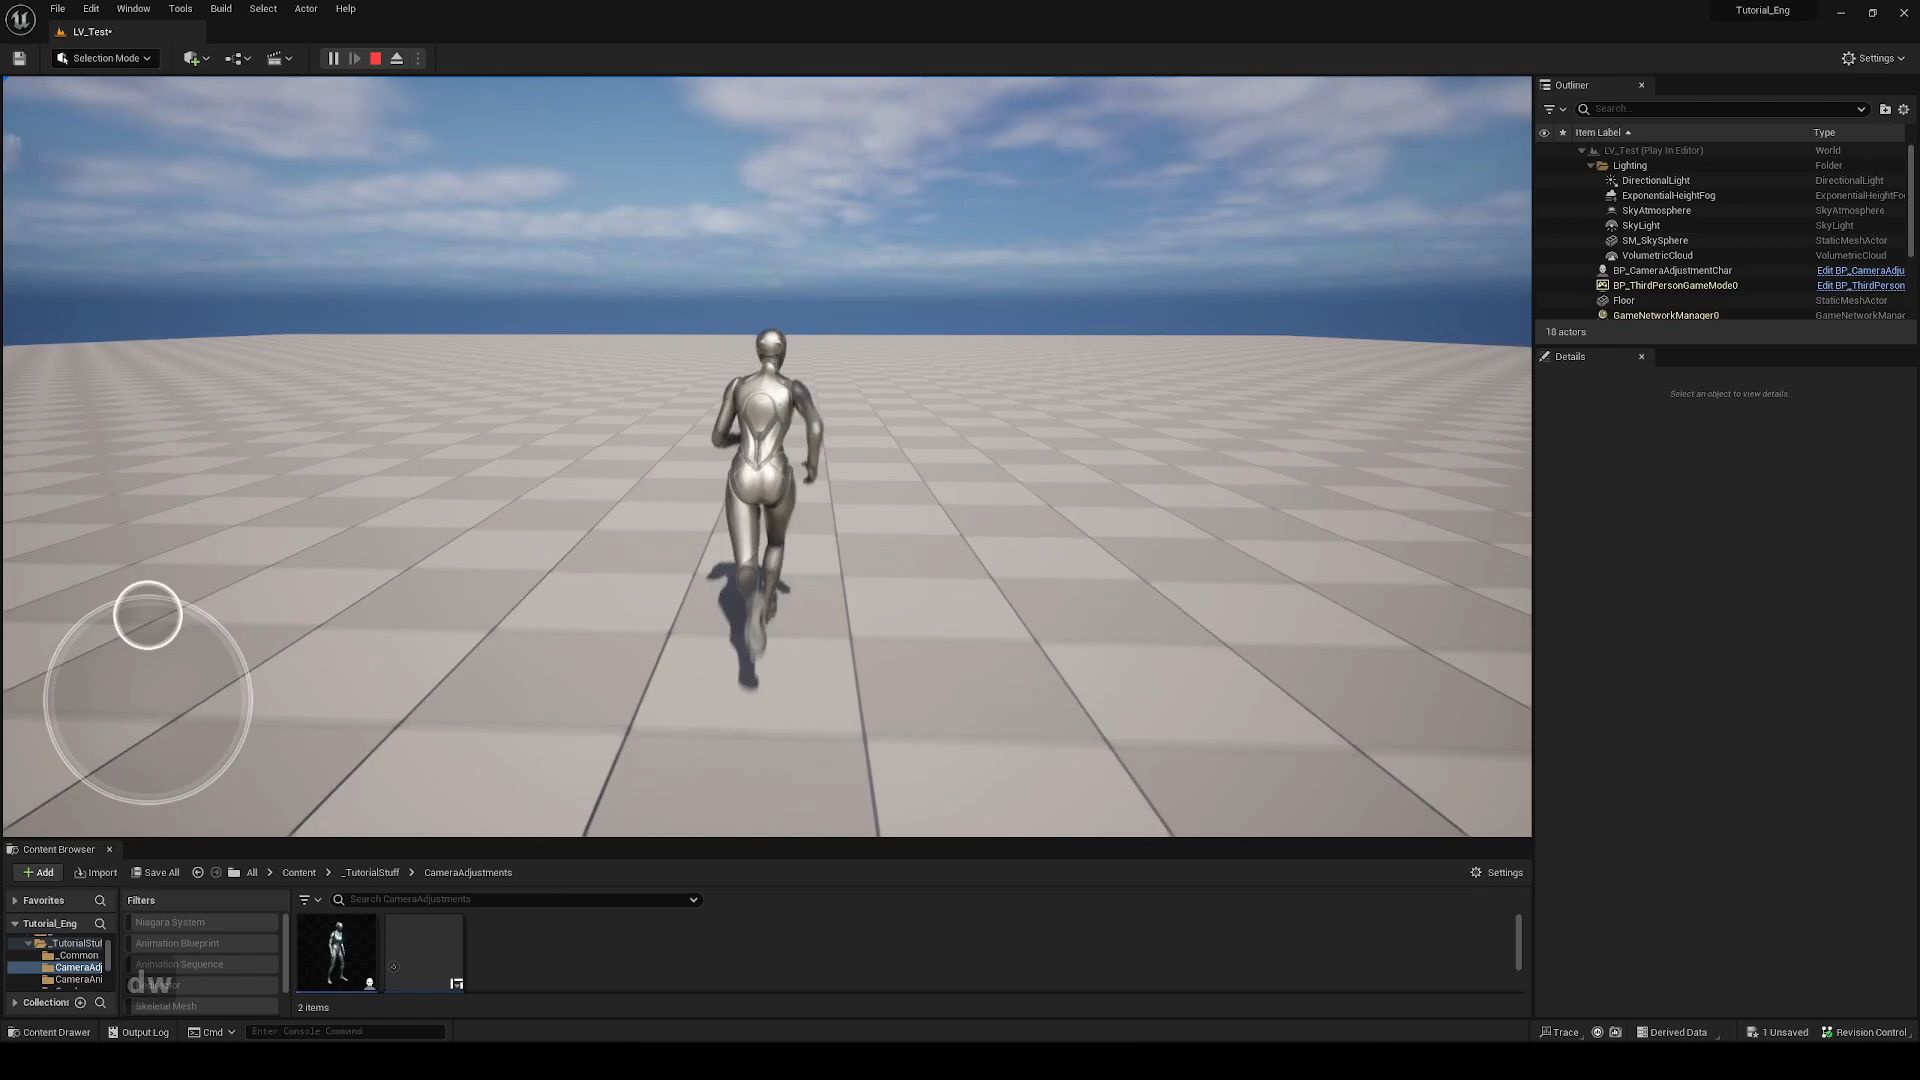 File Edit Window Tools Build Select Actor Help
Tutorial_Eng
LV_Test•
Selection Mode
Settings
Outliner
Search...
Item Label
Type
LV_Test (Play In Editor)
World
Lighting
Folder
DirectionalLight
DirectionalLight
ExponentialHeightFog
ExponentialHeightFo
SkyAtmosphere
SkyAtmosphere
SkyLight
SkyLight
SM_SkySphere
StaticMeshActor
VolumetricCloud
VolumetricCloud
BP_CameraAdjustmentChar
Edit BP_CameraAdju
BP_ThirdPersonGameMode0
Edit BP_ThirdPerson
Floor
StaticMeshActor
GameNetworkManager0
GameNetworkManac
18 actors
Details
Select an object to view details.
Content Browser
Add
Import
Save All
All
Content
_TutorialStuff
CameraAdjustments
Settings
Favorites
Filters
Search CameraAdjustments
Tutorial_Eng
Niagara System
_TutorialStuf
Animation Blueprint
_Common
CameraAdj
Animation Sequence
CameraAni
dw
Collections
Skeletal Mesh
2 items
Content Drawer
Output Log
Cmd
Enter Console Command
Trace
Derived Data
1 Unsaved
Revision Control